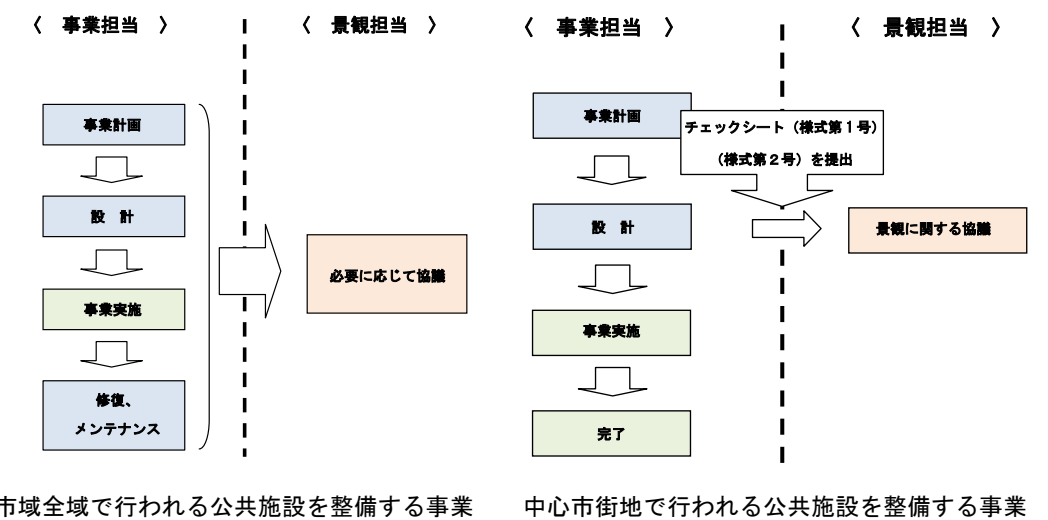 〈 事業担当 〉
〈 景観担当 〉
事業計画
設 計
事業実施
修復、
メンテナンス
必要に応じて協議
市域全域で行われる公共施設を整備する事業
〈 事業担当 〉
〈 景観担当 〉
事業計画
チェックシート（様式第１号）
（様式第２号）を提出
設 計
景観に関する協議
事業実施
完了
中心市街地で行われる公共施設を整備する事業